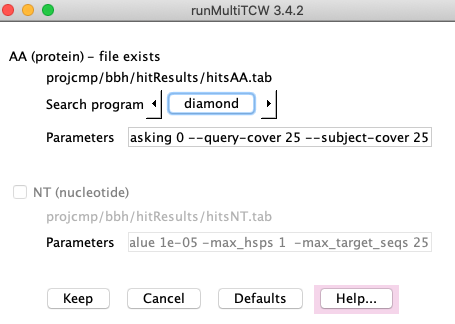 runMultiTCW 3.4.2
AA (protein) - file exists
projcmp/bbh/hitResults/hitsAA.tab
Search program diamond
Parameters asking 0 --query-cover 25 --subject-cover 25
NT (nucleotide)
projcmp/bbh/hitResults/hitsNT.tab
Parameters alue 1e-05 -max_hsps 1 -max_target_seqs 25
Keep Cancel Defaults Help...